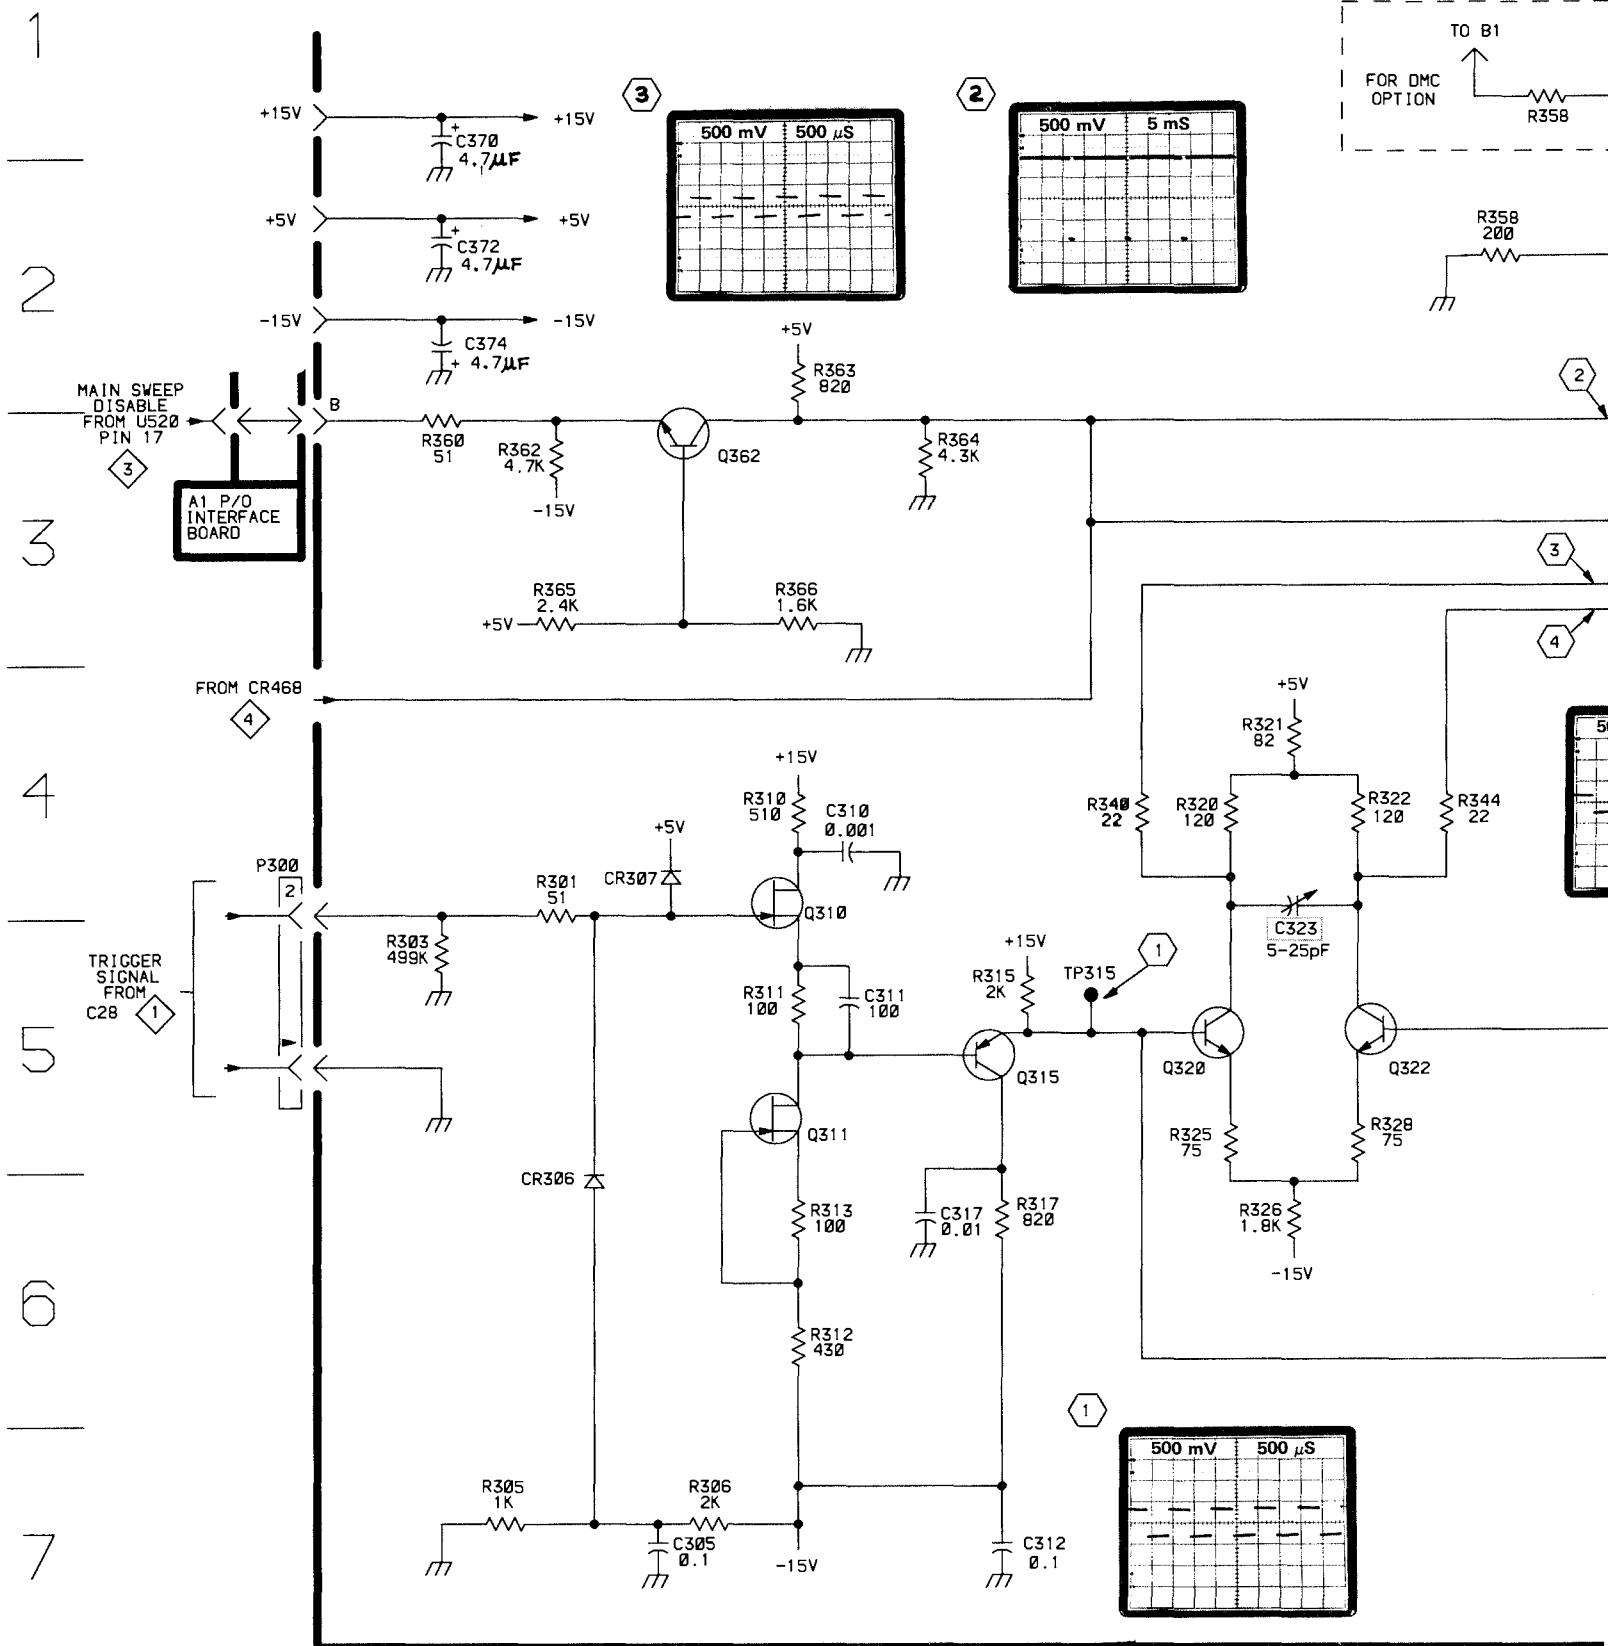 1
TO B1
FOR DMC
OPTION
R358
3
2
+15V
+15V
C370
4.7µF
500 mV
500 µS
500 mV
5 mS
+
+5V
+5V
C372
4.7µF
+
R358
200
2
-15V
-15V
C374
4.7µF
+
+5V
R363
820
2
MAIN SWEEP
DISABLE
FROM U520
PIN 17
3
B
R360
51
R362
4.7K
-15V
Q362
R364
4.3K
A1 P/O
INTERFACE
BOARD
3
3
R365
2.4K
+5V
R366
1.6K
4
FROM CR468
4
+5V
R321
82
4
+15V
R310
510
C310
0.001
R340
22
R320
120
R322
120
R344
22
+5V
CR307
P300
2
R301
51
Q310
C323
5-25pF
R303
499K
TRIGGER
SIGNAL
FROM
C28
1
+15V
R315
2K
TP315
1
R311
100
C311
100
5
Q315
Q320
Q322
Q311
R325
75
R328
75
CR306
R313
100
C317
0.01
R317
820
R326
1.8K
-15V
6
R312
430
1
500 mV
500 µS
R305
1K
R306
2K
7
C305
0.1
-15V
C312
0.1